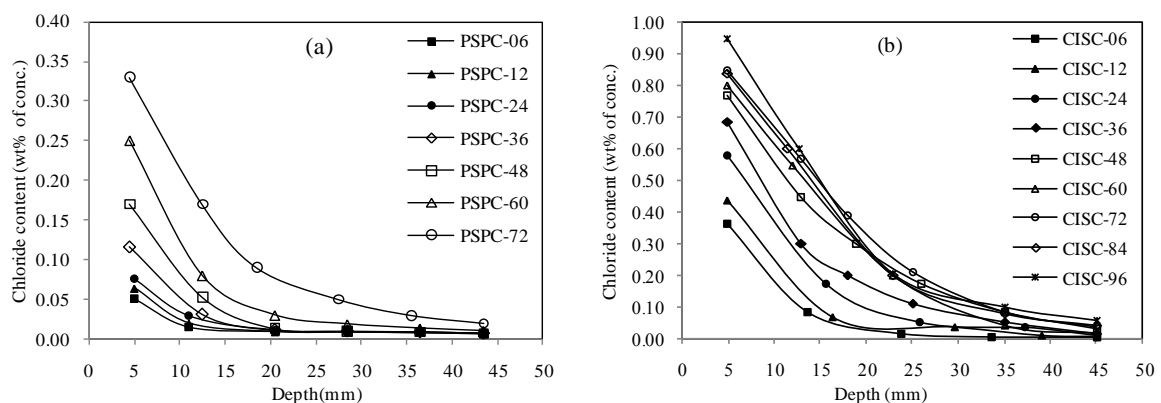 (a)
0.40
0.35
0.30
0.25
0.20
0.15
0.10
0.05
0.00
Chloride content (wt% of conc.)
0 5 10 15 20 25 30 35 40 45 50
Depth(mm)
PSPC-06
PSPC-12
PSPC-24
PSPC-36
PSPC-48
PSPC-60
PSPC-72
(b)
1.00
0.90
0.80
0.70
0.60
0.50
0.40
0.30
0.20
0.10
0.00
Chloride content (wt% of conc.)
0 5 10 15 20 25 30 35 40 45 50
Depth (mm)
CISC-06
CISC-12
CISC-24
CISC-36
CISC-48
CISC-60
CISC-72
CISC-84
CISC-96